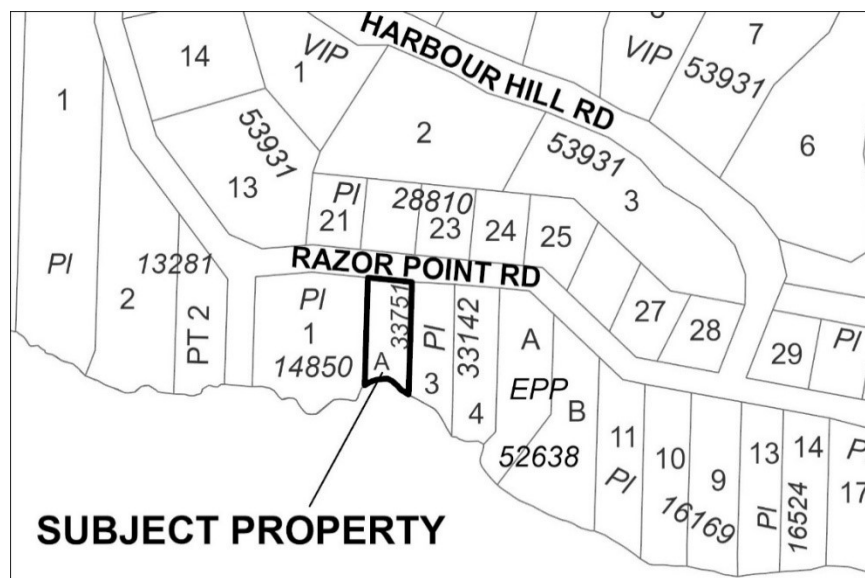 HARBOUR HILL RD
7
VIP
53931
14
VIP
1
1
2
53931
6
53931
13
3
PI
28810
21
23
24
25
RAZOR POINT RD
PI
13281
2
PT 2
PI
1
14850
33751
A
PI
3
33142
4
A
EPP
B
52638
27
28
29
PI
11
PI
10
9
16169
13
PI
14
16524
17
SUBJECT PROPERTY